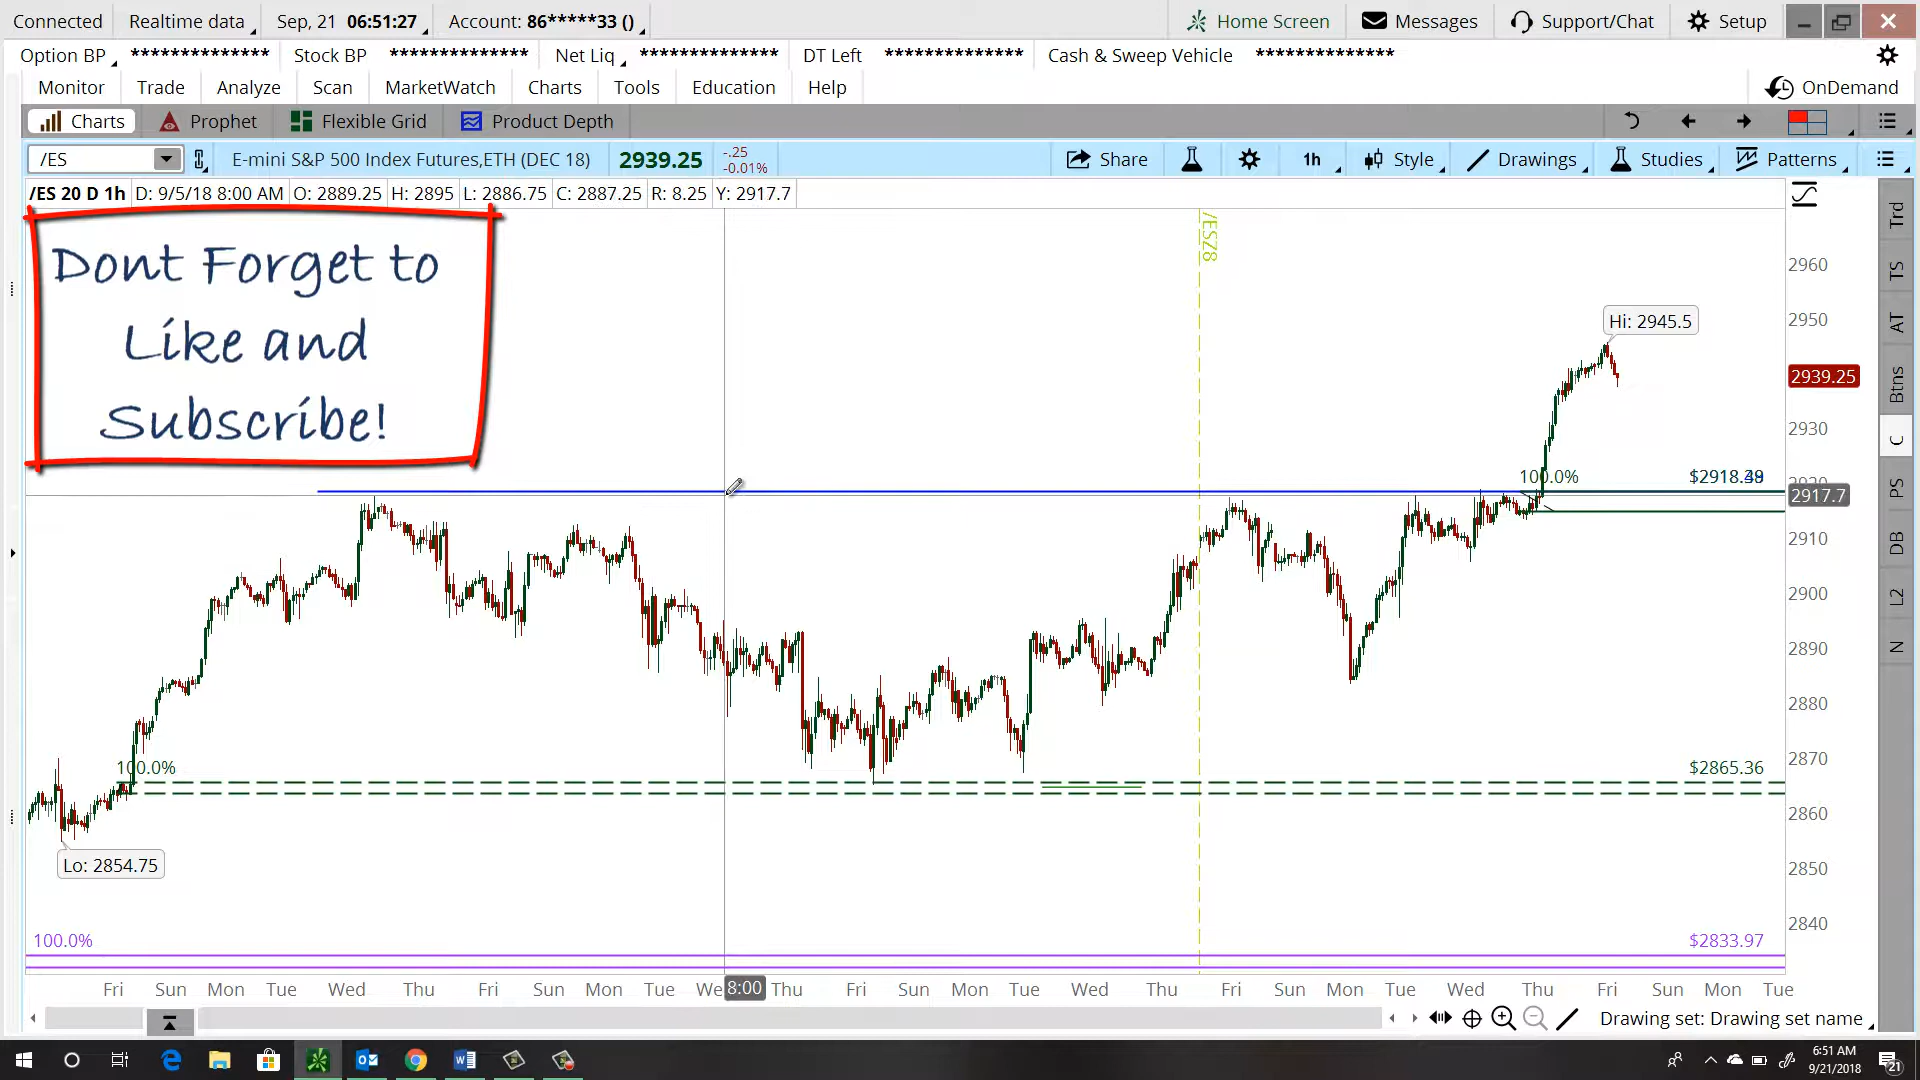 Connected Realtime data Sep, 21 06:51:27 Account: 86*****33 () Home Screen Messages Support/Chat Setup
Option BP ************** Stock BP ************** Net Liq ************** DT Left ************** Cash & Sweep Vehicle **************
Monitor Trade Analyze Scan MarketWatch Charts Tools Education Help OnDemand
Charts Prophet Flexible Grid Product Depth
/ES E-mini S&P 500 Index Futures,ETH (DEC 18) 2939.25 -.25 -0.01% Share 1h Style Drawings Studies Patterns
/ES 20 D 1h D: 9/5/18 8:00 AM O: 2889.25 H: 2895 L: 2886.75 C: 2887.25 R: 8.25 Y: 2917.7
Dont Forget to
Like and
Subscribe!
/ESZ8
Hi: 2945.5
2960
2950
2939.25
2930
100.0%
2917.7
2910
2900
2890
2880
2870
100.0% $2865.36
2860
Lo: 2854.75
2850
2840
100.0% $2833.97
Fri Sun Mon Tue Wed Thu Fri Sun Mon Tue We 8:00 Thu Fri Sun Mon Tue Wed Thu Fri Sun Mon Tue Wed Thu Fri Sun Mon Tue
Drawing set: Drawing set name
Trd
TS
AT
Btns
C
PS
DB
L2
N
6:51 AM
9/21/2018
21